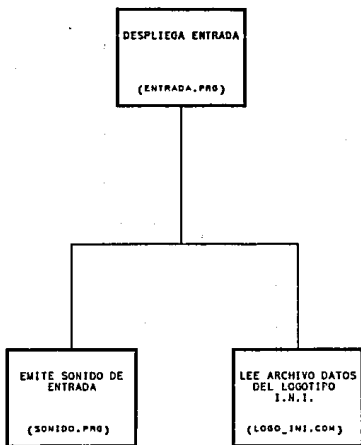 DESPLIEGA ENTRADA
(ENTRADA.PRG)
EMITE SONIDO DE
ENTRADA
(SONIDO.PRG)
LEE ARCHIVO DATOS
DEL LOGOTIPO
I.N.I.
(LOGO_INI.COM)